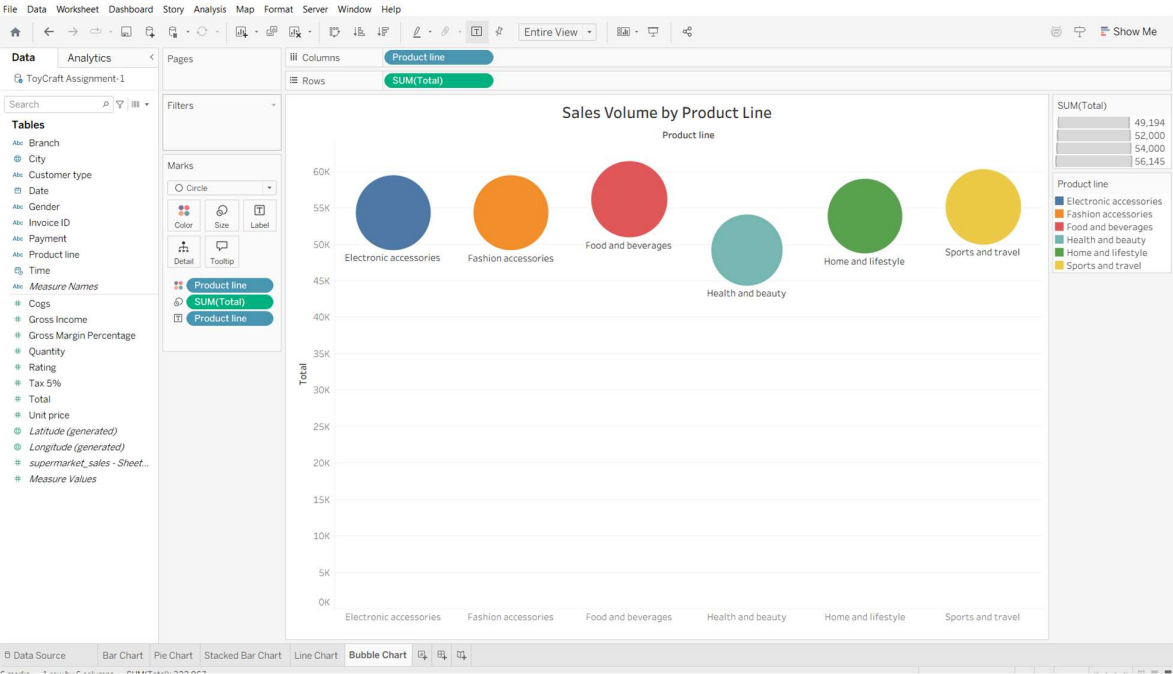 File Data Worksheet Dashboard Story Analysis Map Format Server Window Help
Entire View
Show Me
Data Analytics
ToyCraft Assignment-1
Search
Tables
Abc Branch
City
Abc Customer type
Date
Abc Gender
Abc Invoice ID
Abc Payment
Abc Product line
Time
Abc Measure Names
# Cogs
# Gross Income
# Gross Margin Percentage
# Quantity
# Rating
# Tax 5%
# Total
# Unit price
Latitude (generated)
Longitude (generated)
# supermarket_sales - Sheet...
# Measure Values
Pages
Filters
Marks
Circle
Color Size Label
Detail Tooltip
Product line
SUM(Total)
Product line
Columns Product line
Rows SUM(Total)
Sales Volume by Product Line
Product line
60K
55K
50K
45K
40K
35K
30K
25K
20K
15K
10K
5K
0K
Total
Electronic accessories
Fashion accessories
Food and beverages
Health and beauty
Home and lifestyle
Sports and travel
Electronic accessories Fashion accessories Food and beverages Health and beauty Home and lifestyle Sports and travel
SUM(Total)
49,194
52,000
54,000
56,145
Product line
Electronic accessories
Fashion accessories
Food and beverages
Health and beauty
Home and lifestyle
Sports and travel
Data Source Bar Chart Pie Chart Stacked Bar Chart Line Chart Bubble Chart